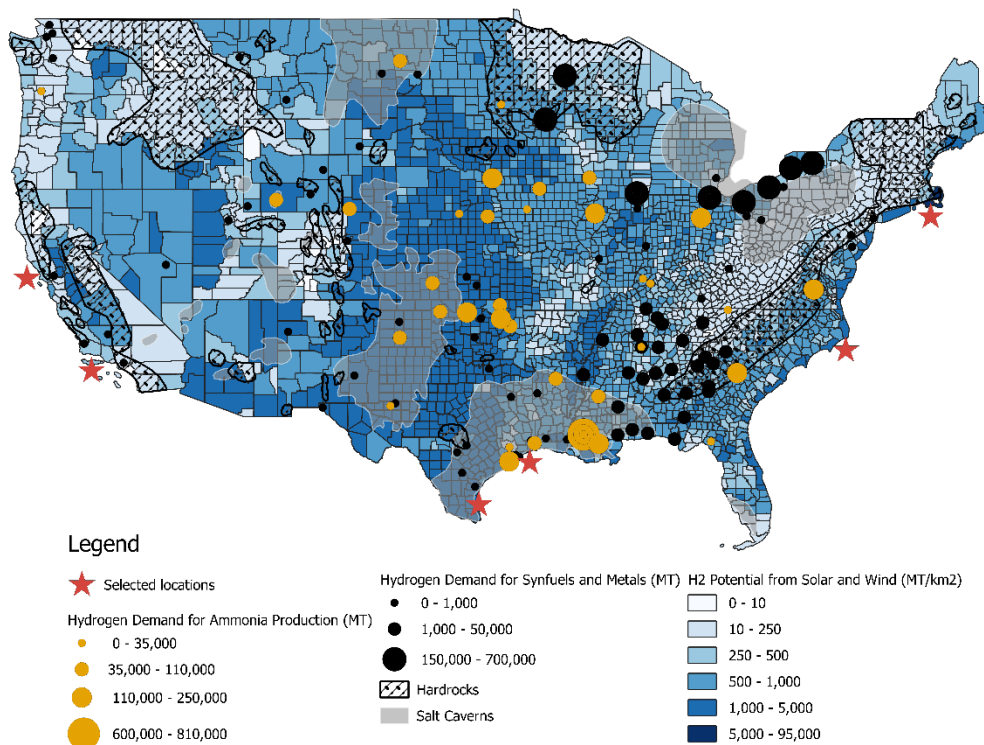 Legend
Selected locations
Hydrogen Demand for Ammonia Production (MT)
0 - 35,000
35,000 - 110,000
110,000 - 250,000
600,000 - 810,000
Hydrogen Demand for Synfuels and Metals (MT)
0 - 1,000
1,000 - 50,000
150,000 - 700,000
Hardrocks
Salt Caverns
H2 Potential from Solar and Wind (MT/km2)
0 - 10
10 - 250
250 - 500
500 - 1,000
1,000 - 5,000
5,000 - 95,000